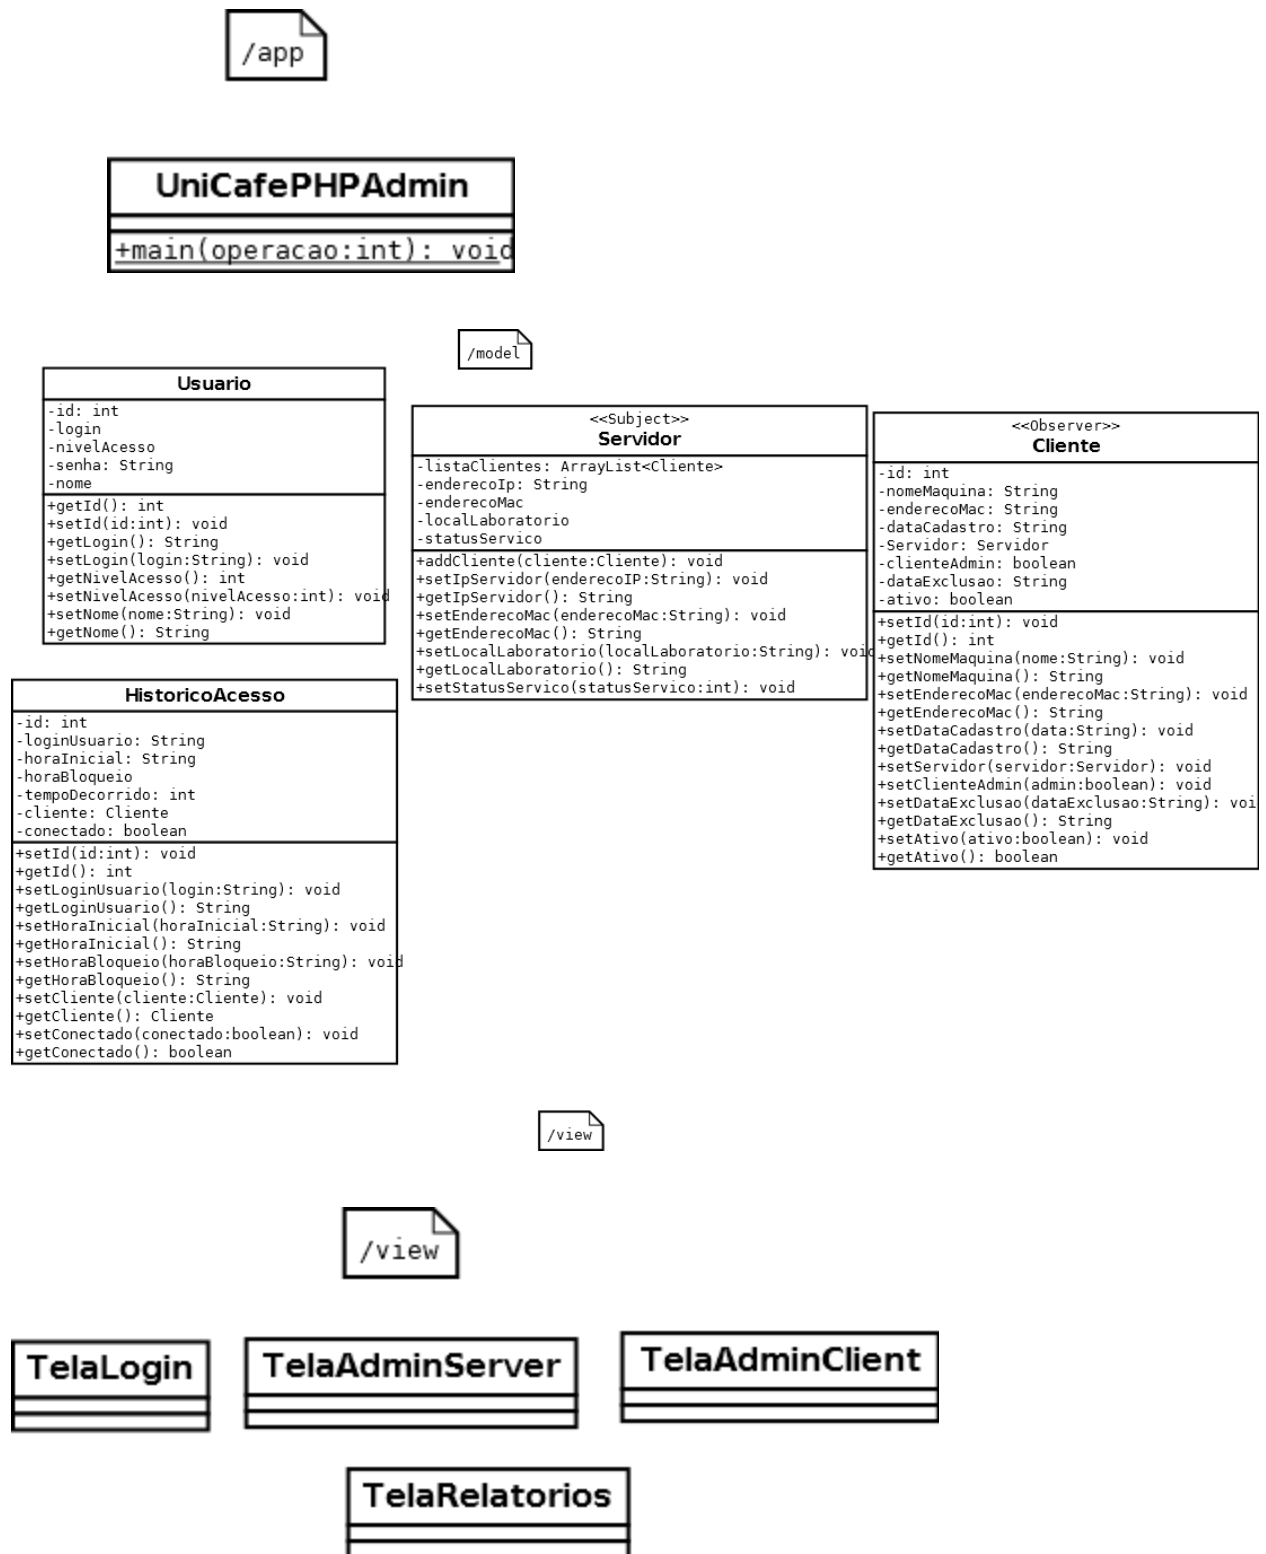 /app
UniCafePHPAdmin
+main(operacao:int): void
/model
Usuario
-id: int
-login
-nivelAcesso
-senha: String
-nome
+getId(): int
+setId(id:int): void
+getLogin(): String
+setLogin(login:String): void
+getNivelAcesso(): int
+setNivelAcesso(nivelAcesso:int): void
+setNome(nome:String): void
+getNome(): String
<<Subject>>
Servidor
-listaClientes: ArrayList<Cliente>
-enderecoIp: String
-enderecoMac
-localLaboratorio
-statusServico
+addCliente(cliente:Cliente): void
+setIpServidor(enderecoIP:String): void
+getIpServidor(): String
+setEnderecoMac(enderecoMac:String): void
+getEnderecoMac(): String
+setLocalLaboratorio(localLaboratorio:String): void
+getLocalLaboratorio(): String
+setStatusServico(statusServico:int): void
<<Observer>>
Cliente
-id: int
-nomeMaquina: String
-enderecoMac: String
-dataCadastro: String
-Servidor: Servidor
-clienteAdmin: boolean
-dataExclusao: String
-ativo: boolean
+setId(id:int): void
+getId(): int
+setNomeMaquina(nome:String): void
+getNomeMaquina(): String
+setEnderecoMac(enderecoMac:String): void
+getEnderecoMac(): String
+setDataCadastro(data:String): void
+getDataCadastro(): String
+setServidor(servidor:Servidor): void
+setClienteAdmin(admin:boolean): void
+setDataExclusao(dataExclusao:String): voi
+getDataExclusao(): String
+setAtivo(ativo:boolean): void
+getAtivo(): boolean
HistoricoAcesso
-id: int
-loginUsuario: String
-horaInicial: String
-horaBloqueio
-tempoDecorrido: int
-cliente: Cliente
-conectado: boolean
+setId(id:int): void
+getId(): int
+setLoginUsuario(login:String): void
+getLoginUsuario(): String
+setHoraInicial(horaInicial:String): void
+getHoraInicial(): String
+setHoraBloqueio(horaBloqueio:String): void
+getHoraBloqueio(): String
+setCliente(cliente:Cliente): void
+getCliente(): Cliente
+setConectado(conectado:boolean): void
+getConectado(): boolean
/view
/view
TelaLogin
TelaAdminServer
TelaAdminClient
TelaRelatorios